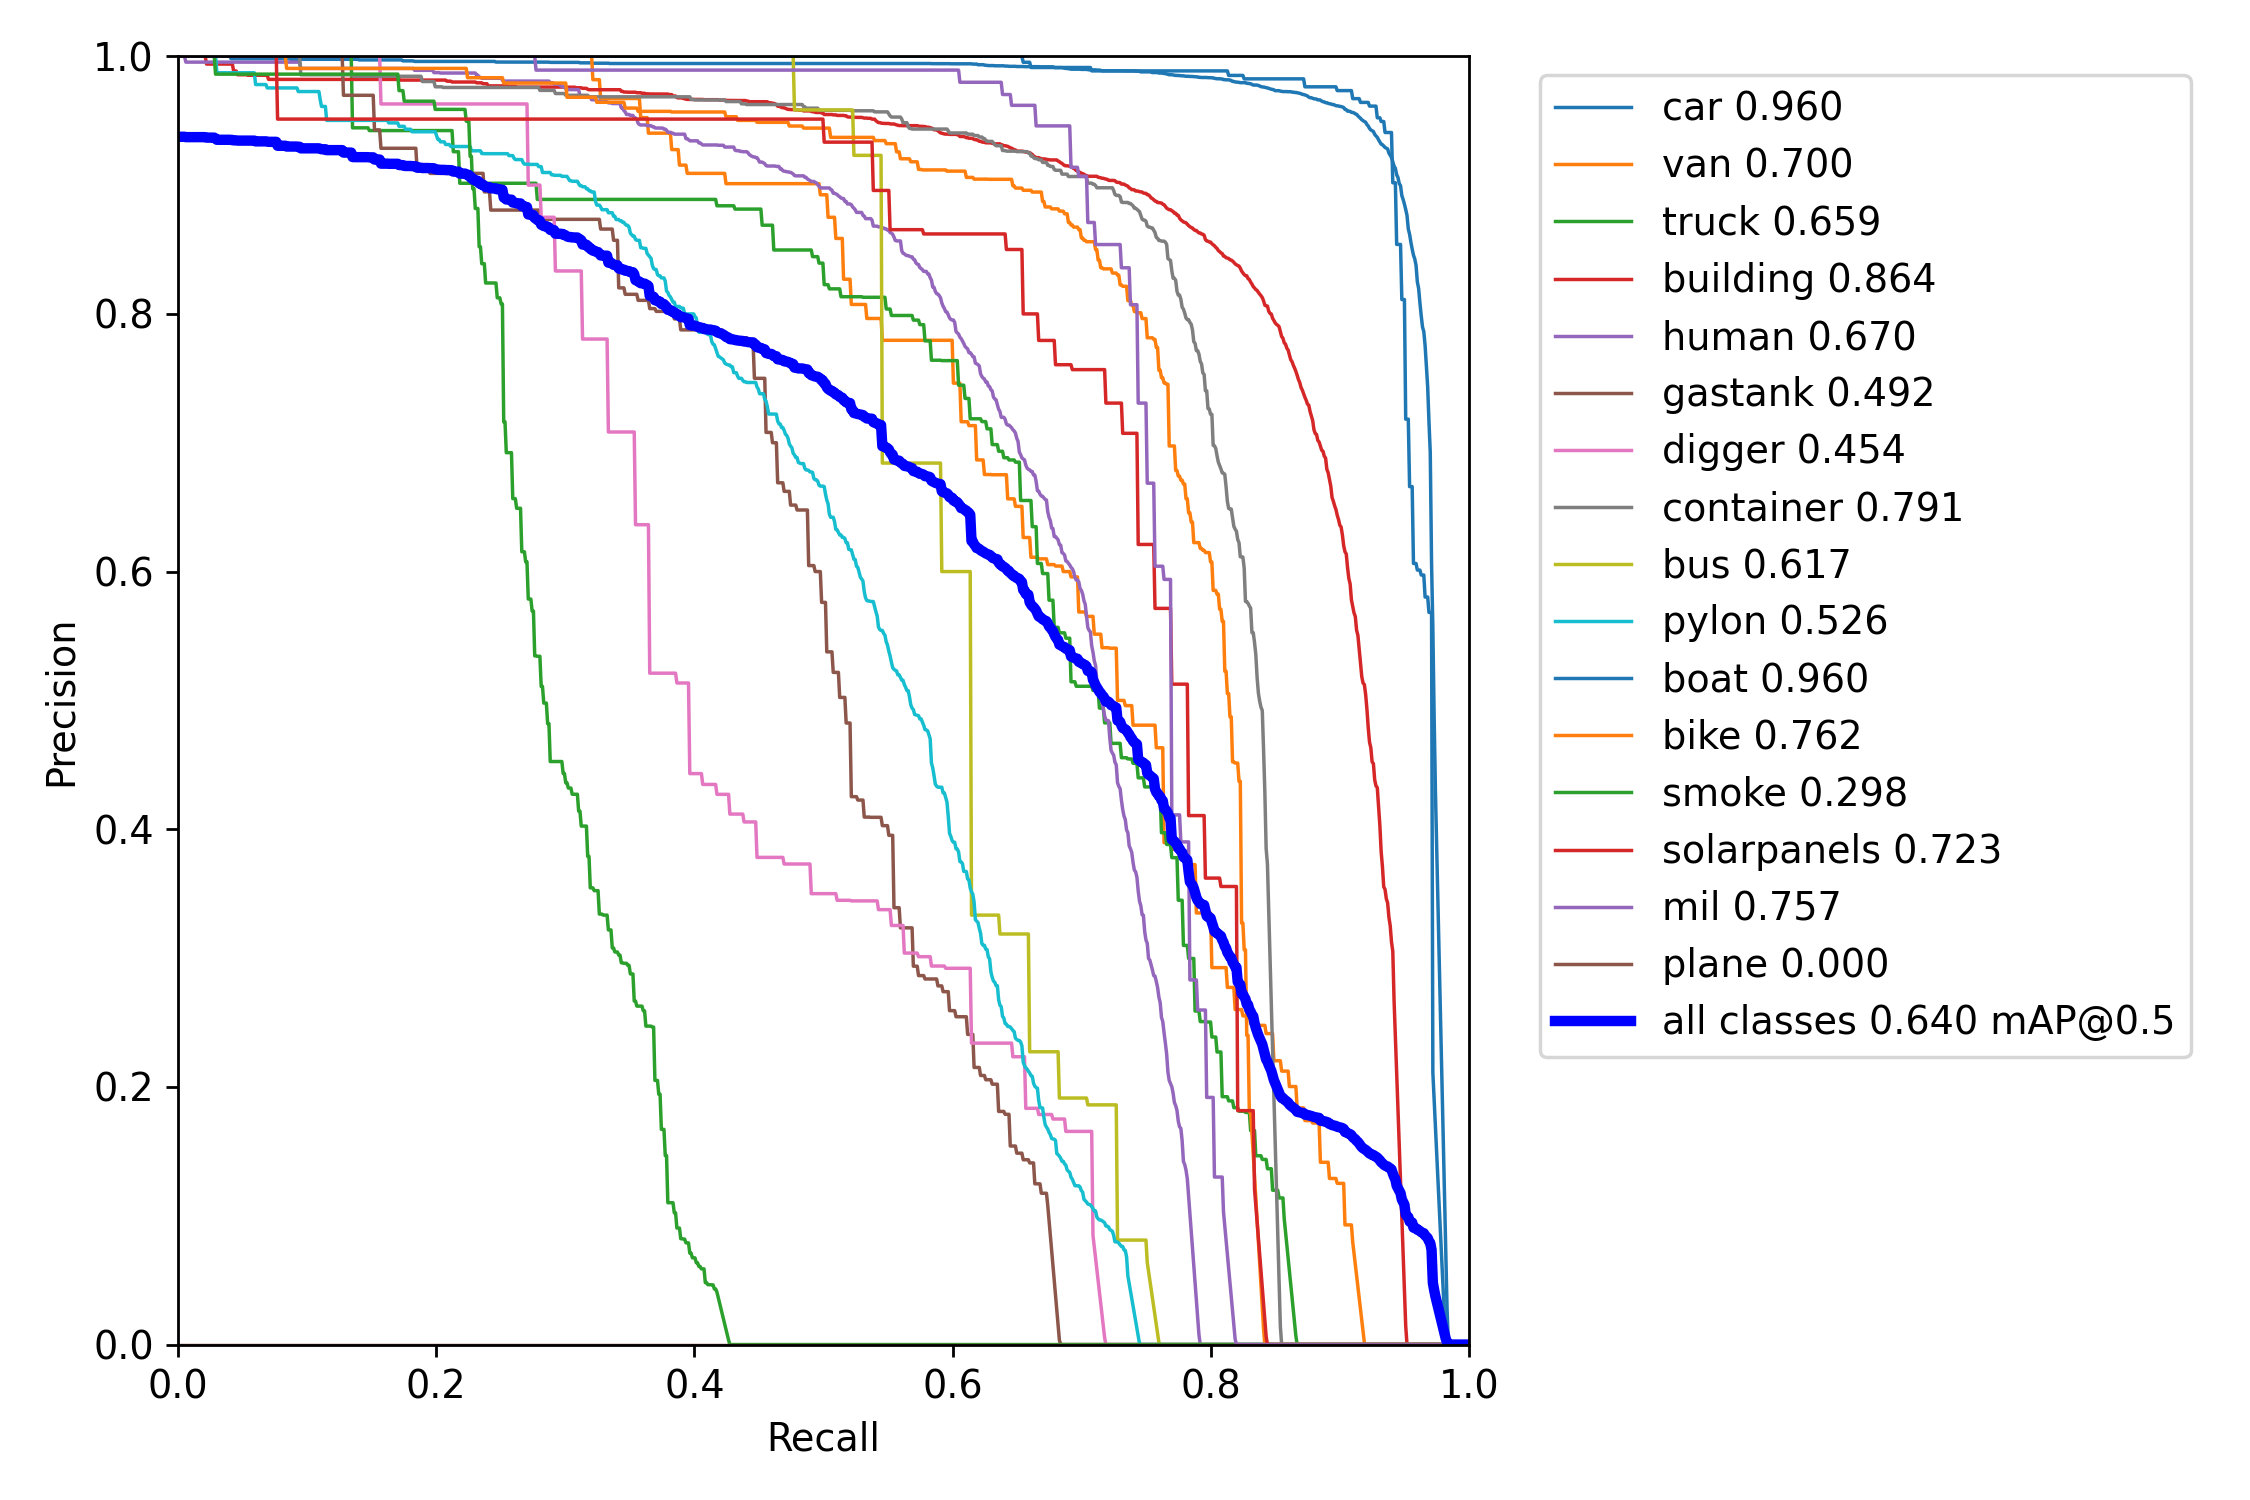 1.0
0.8
0.6
0.4
0.2
0.0
Precision
0.0 0.2 0.4 0.6 0.8 1.0
Recall
car 0.960
van 0.700
truck 0.659
building 0.864
human 0.670
gastank 0.492
digger 0.454
container 0.791
bus 0.617
pylon 0.526
boat 0.960
bike 0.762
smoke 0.298
solarpanels 0.723
mil 0.757
plane 0.000
all classes 0.640 mAP@0.5